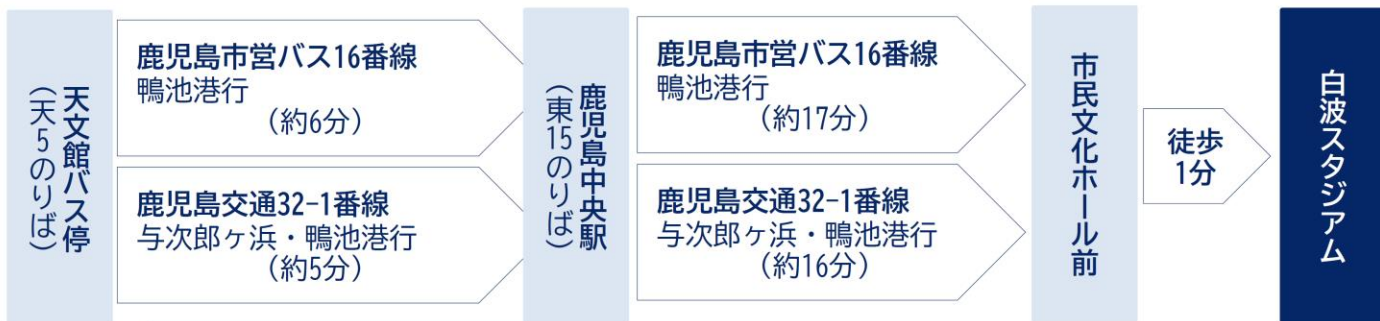 天文館バス停
（天5のりば）
鹿児島市営バス16番線
鴨池港行
（約6分）
鹿児島交通32-1番線
与次郎ヶ浜・鴨池港行
（約5分）
鹿児島中央駅
（東15のりば）
鹿児島市営バス16番線
鴨池港行
（約17分）
鹿児島交通32-1番線
与次郎ヶ浜・鴨池港行
（約16分）
市民文化ホール前
徒歩
1分
白波スタジアム